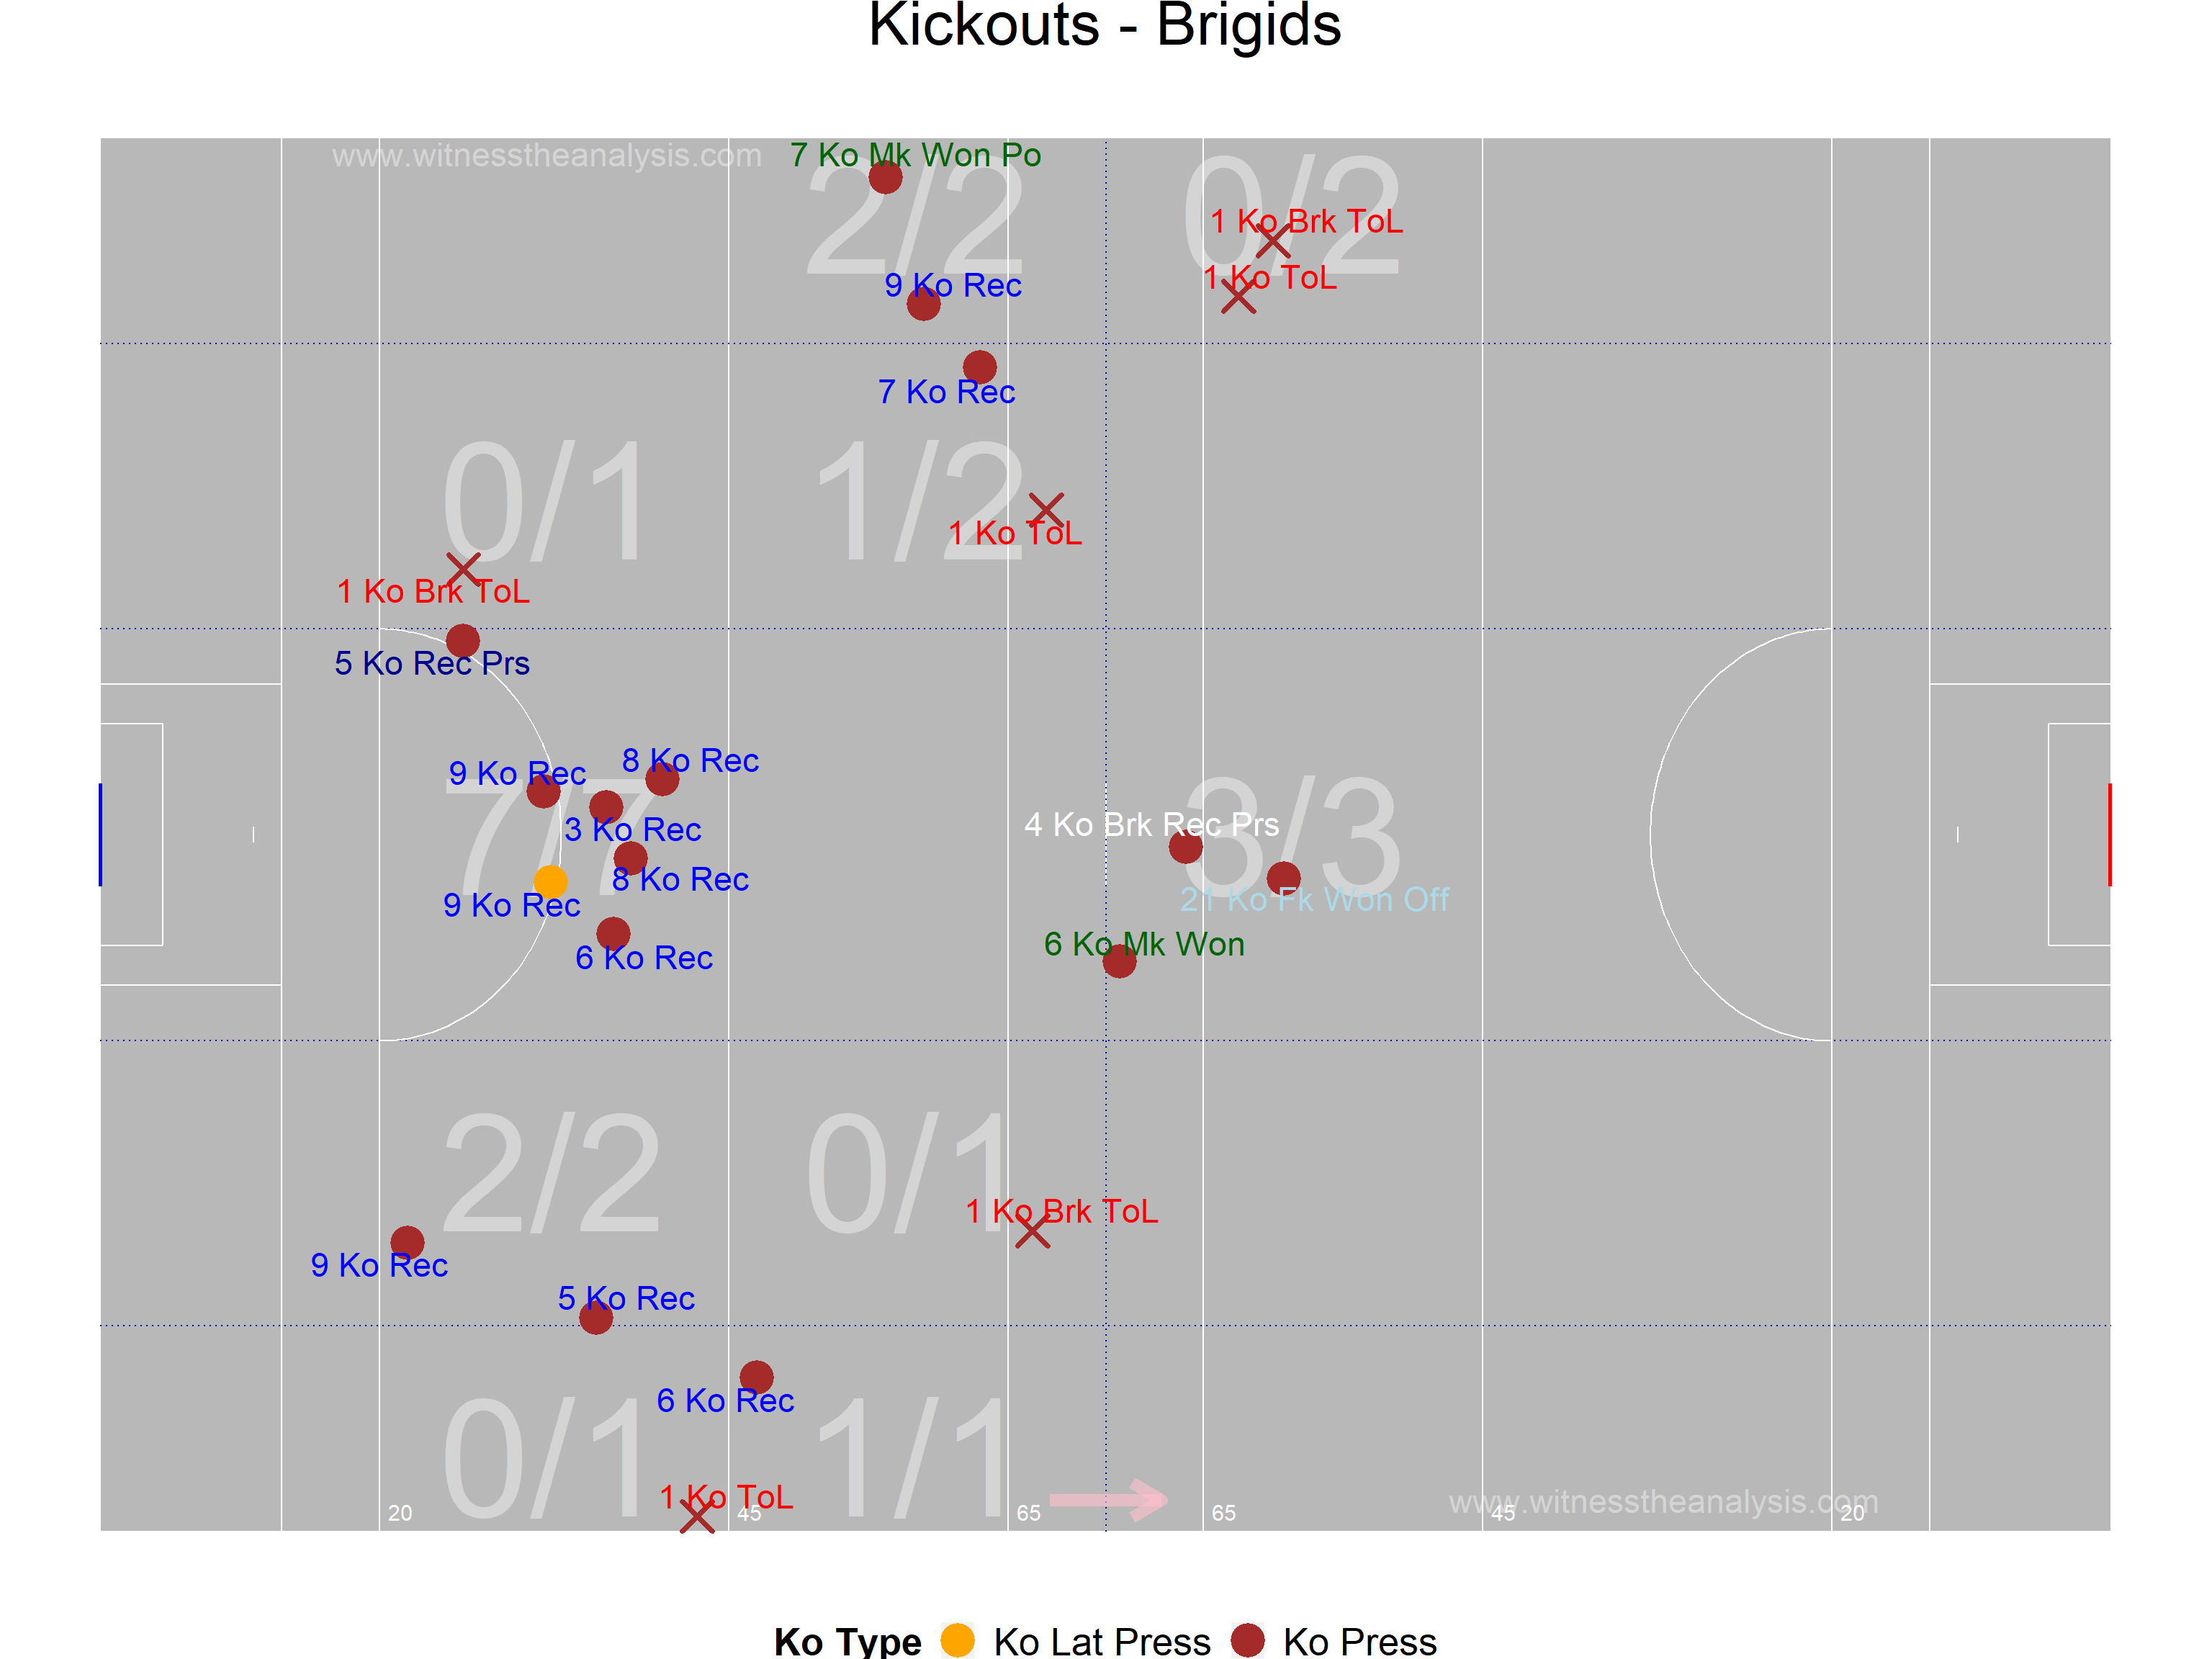 Kickouts - Brigids
www.witnesstheanalysis.com
7 Ko Mk Won Po
2/2
0/2
1 Ko Brk ToL
1 Ko ToL
9 Ko Rec
7 Ko Rec
0/1
1/2
1 Ko ToL
1 Ko Brk ToL
5 Ko Rec Prs
9 Ko Rec
8 Ko Rec
7/7
3 Ko Rec
4 Ko Brk Rec Prs
3/3
8 Ko Rec
9 Ko Rec
21 Ko Fk Won Off
6 Ko Rec
6 Ko Mk Won
2/2
0/1
1 Ko Brk ToL
9 Ko Rec
5 Ko Rec
6 Ko Rec
0/1
1/1
1 Ko ToL
www.witnesstheanalysis.com
20 45 65 65 45 20
Ko Type Ko Lat Press Ko Press